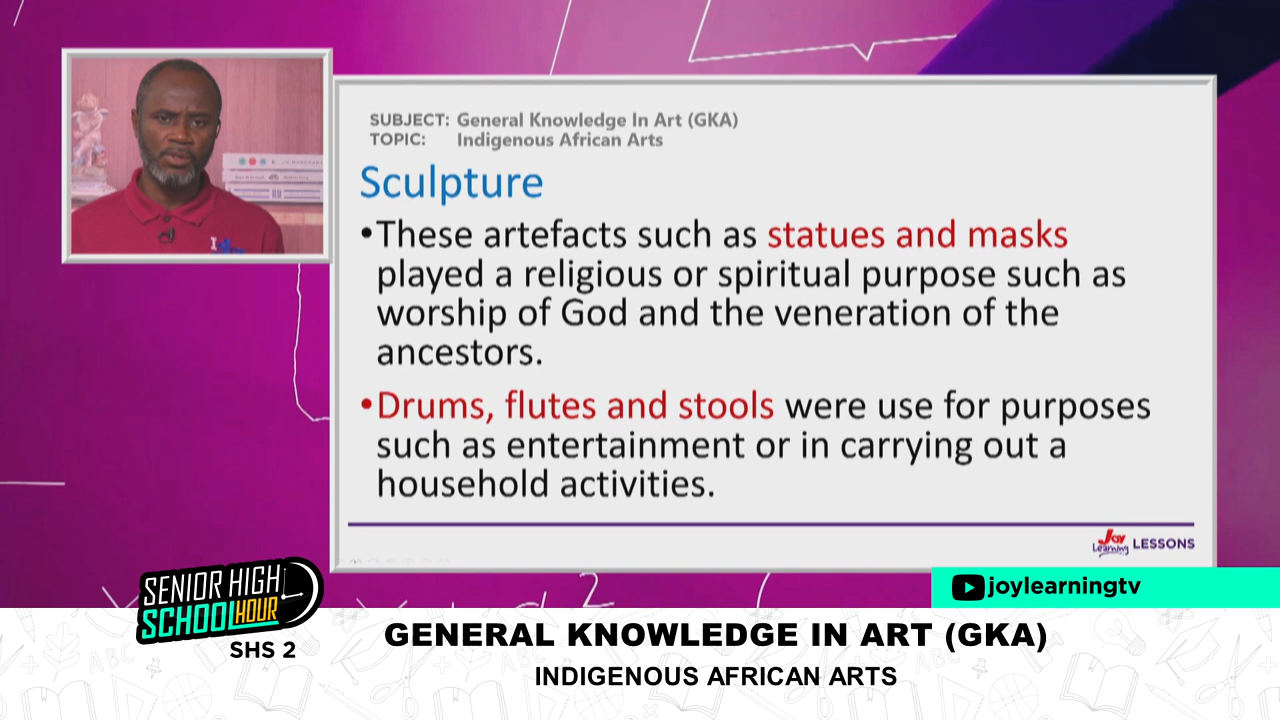 SUBJECT: General Knowledge In Art (GKA)
TOPIC: Indigenous African Arts
Sculpture
•These artefacts such as statues and masks
played a religious or spiritual purpose such as
worship of God and the veneration of the
ancestors.
•Drums, flutes and stools were use for purposes
such as entertainment or in carrying out a
household activities.
Joy Learning LESSONS
joylearningtv
SENIOR HIGH
SCHOOL HOUR
SHS 2
GENERAL KNOWLEDGE IN ART (GKA)
INDIGENOUS AFRICAN ARTS